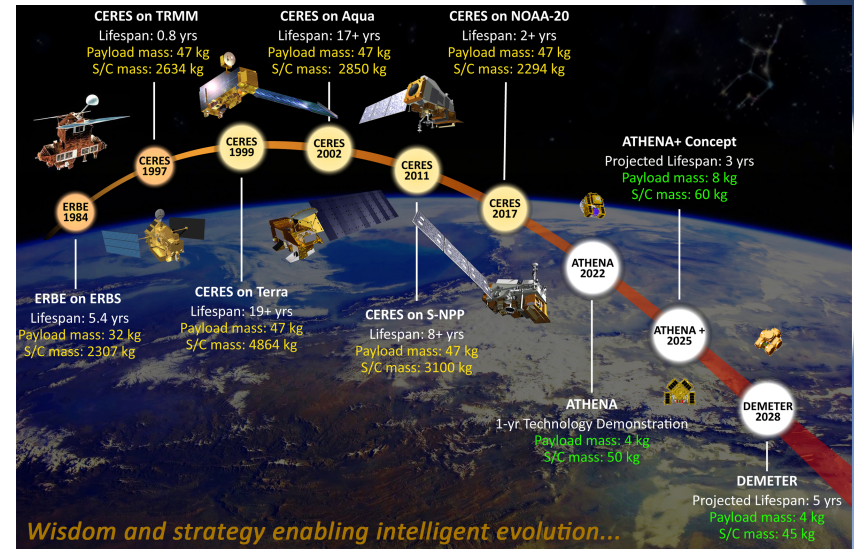 CERES on TRMM
Lifespan: 0.8 yrs
Payload mass: 47 kg
S/C mass: 2634 kg
CERES on Aqua
Lifespan: 17+ yrs
Payload mass: 47 kg
S/C mass:  2850 kg
CERES on NOAA-20
Lifespan: 2+ yrs
Payload mass: 47 kg
S/C mass: 2294 kg
ATHENA+ Concept
Projected Lifespan: 3 yrs
Payload mass: 8 kg
S/C mass: 60 kg
ERBE
1984
CERES
1997
CERES
1999
CERES
2002
CERES
2011
CERES
2017
ATHENA
2022
ATHENA +
2025
DEMETER
2028
ERBE on ERBS
Lifespan: 5.4 yrs
Payload mass: 32 kg
S/C mass: 2307 kg
CERES on Terra
Lifespan: 19+ yrs
Payload mass: 47 kg
S/C mass: 4864 kg
CERES on S-NPP
Lifespan: 8+ yrs
Payload mass: 47 kg
S/C mass: 3100 kg
ATHENA
1-yr Technology Demonstration
Payload mass: 4 kg
S/C mass: 50 kg
DEMETER
Projected Lifespan: 5 yrs
Payload mass: 4 kg
S/C mass: 45 kg
Wisdom and strategy enabling intelligent evolution...